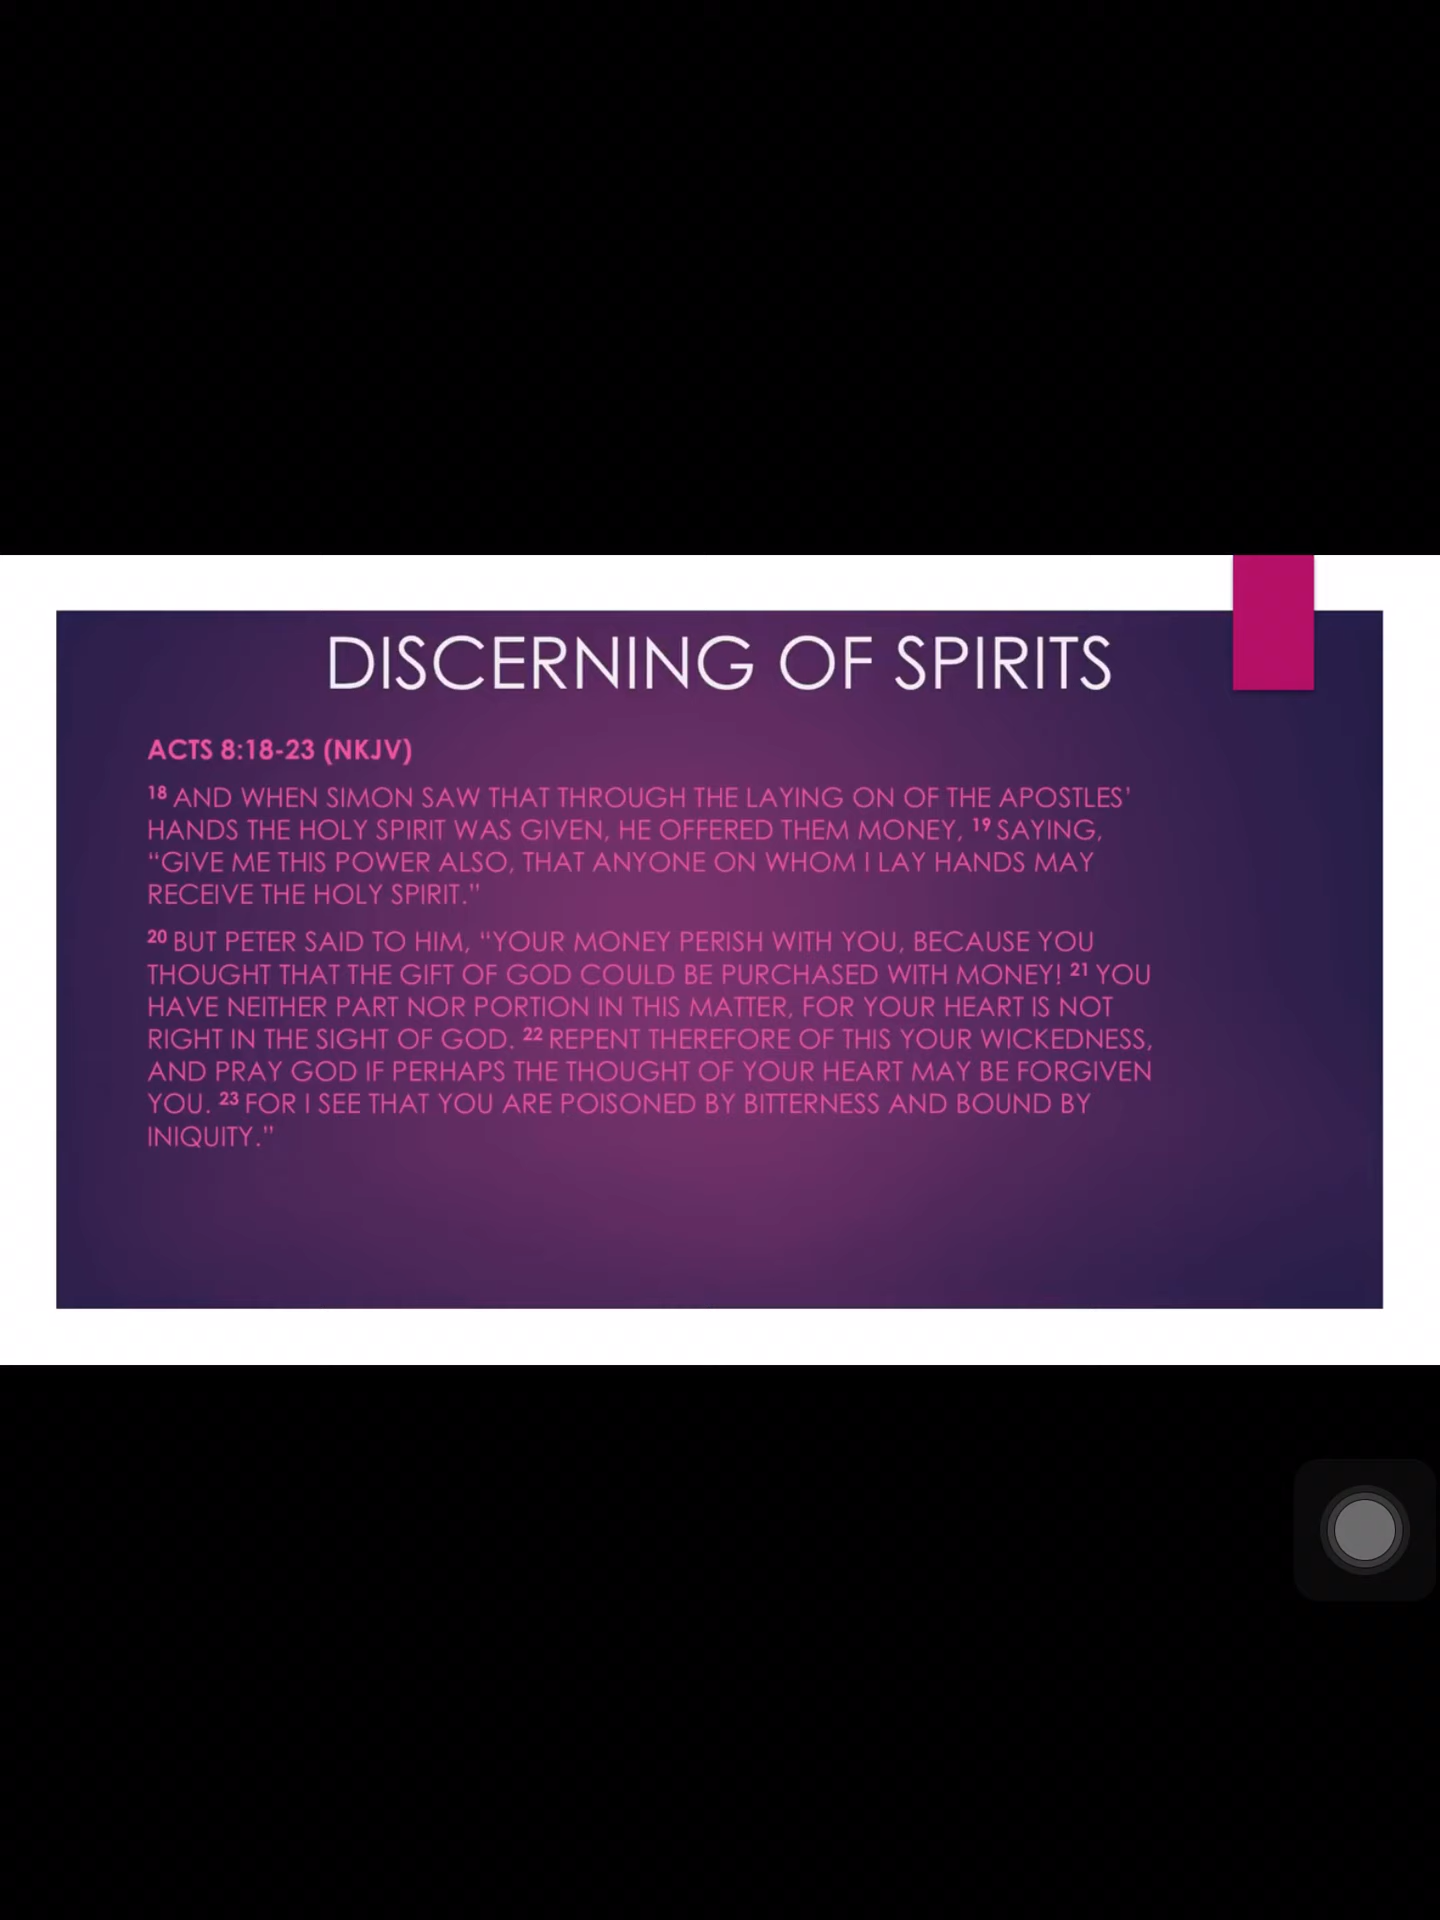 DISCERNING OF SPIRITS
ACTS 8:18-23 (NKJV)
18 AND WHEN SIMON SAW THAT THROUGH THE LAYING ON OF THE APOSTLES’
HANDS THE HOLY SPIRIT WAS GIVEN, HE OFFERED THEM MONEY, 19 SAYING,
“GIVE ME THIS POWER ALSO, THAT ANYONE ON WHOM I LAY HANDS MAY
RECEIVE THE HOLY SPIRIT.”
20 BUT PETER SAID TO HIM, “YOUR MONEY PERISH WITH YOU, BECAUSE YOU
THOUGHT THAT THE GIFT OF GOD COULD BE PURCHASED WITH MONEY! 21 YOU
HAVE NEITHER PART NOR PORTION IN THIS MATTER, FOR YOUR HEART IS NOT
RIGHT IN THE SIGHT OF GOD. 22 REPENT THEREFORE OF THIS YOUR WICKEDNESS,
AND PRAY GOD IF PERHAPS THE THOUGHT OF YOUR HEART MAY BE FORGIVEN
YOU. 23 FOR I SEE THAT YOU ARE POISONED BY BITTERNESS AND BOUND BY
INIQUITY.”